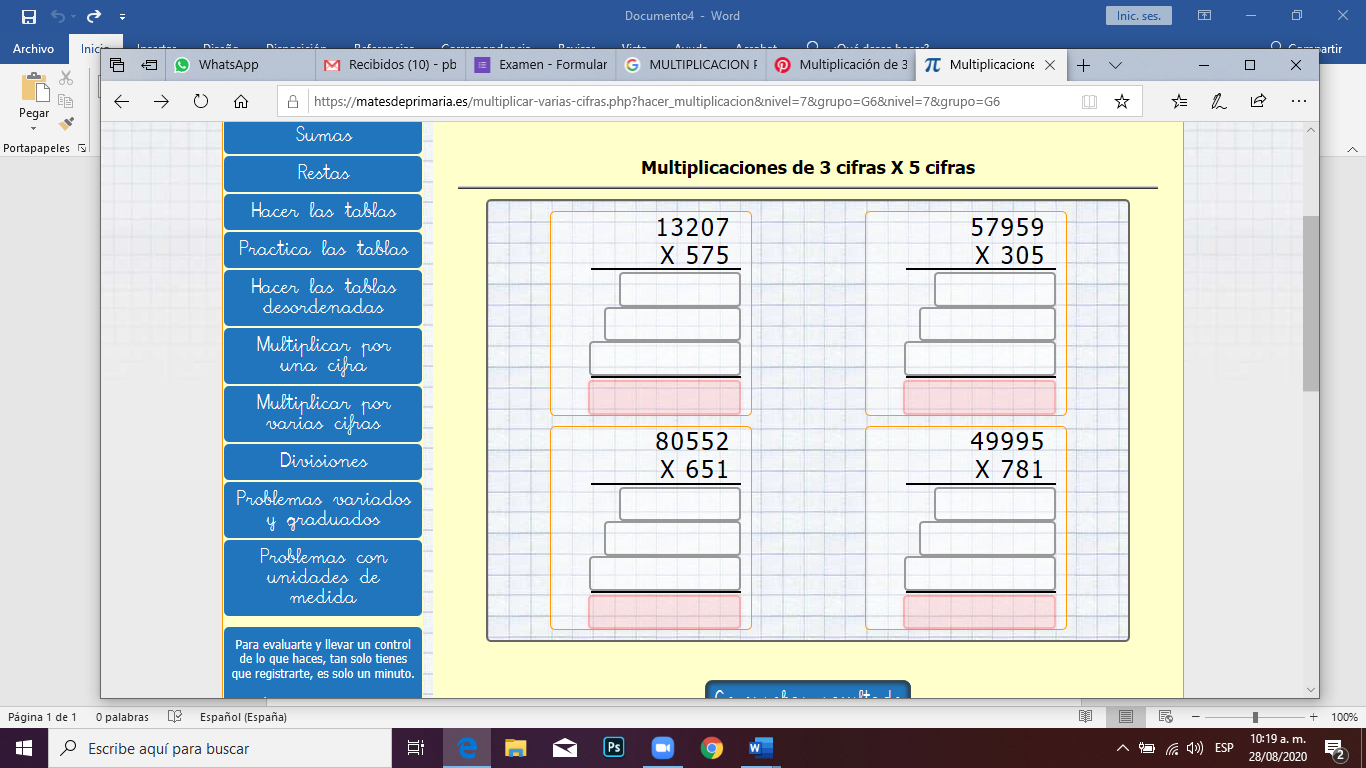 Documento4 - Word
Inic. ses.
Archivo
Compartir
WhatsApp
Recibidos (10) - pb
Examen - Formular
MULTIPLICACION F
Multiplicación de 3
Multiplicacione
https://matesdeprimaria.es/multiplicar-varias-cifras.php?hacer_multiplicacion&nivel=7&grupo=G6&nivel=7&grupo=G6
Pegar
Portapapeles
Sumas
Restas
Hacer las tablas
Practica las tablas
Hacer las tablas
desordenadas
Multiplicar por
una cifra
Multiplicar por
varias cifras
Divisiones
Problemas variados
y graduados
Problemas con
unidades de
medida
Para evaluarte y llevar un control
de lo que haces, tan solo tienes
que registrarte, es solo un minuto.
Multiplicaciones de 3 cifras X 5 cifras
13207
X 575
57959
X 305
80552
X 651
49995
X 781
Página 1 de 1
0 palabras
Español (España)
100%
Escribe aquí para buscar
ESP
10:19 a. m.
28/08/2020
2